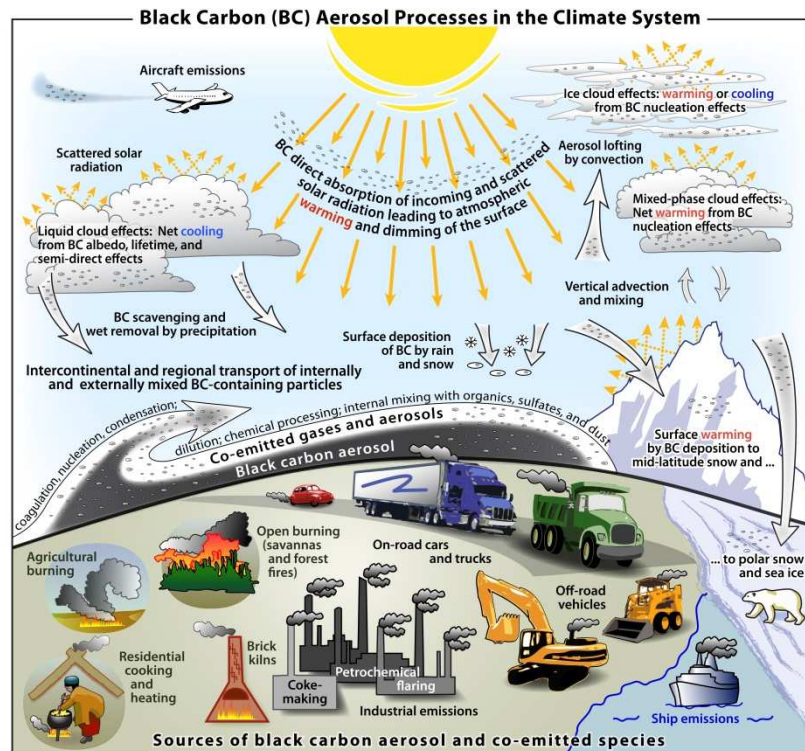 Black Carbon (BC) Aerosol Processes in the Climate System
Aircraft emissions
Ice cloud effects: warming or cooling
from BC nucleation effects
Scattered solar
radiation
BC direct absorption of incoming and scattered
solar radiation leading to atmospheric
warming and dimming of the surface
Aerosol lofting
by convection
Liquid cloud effects: Net cooling
from BC albedo, lifetime, and
semi-direct effects
Mixed-phase cloud effects:
Net warming from BC
nucleation effects
Vertical advection
and mixing
BC scavenging and
wet removal by precipitation
Surface deposition
of BC by rain
and snow
Intercontinental and regional transport of internally
and externally mixed BC-containing particles
coagulation, nucleation, condensation; dilution; chemical processing; internal mixing with organics, sulfates, and dust
Co-emitted gases and aerosols
Black carbon aerosol
Surface warming
by BC deposition to
mid-latitude snow and ...
... to polar snow
and sea ice
Agricultural
burning
Open burning
(savannas
and forest
fires)
On-road cars
and trucks
Off-road
vehicles
Residential
cooking
and
heating
Brick
kilns
Coke-
making
Petrochemical
flaring
Industrial emissions
Ship emissions
Sources of black carbon aerosol and co-emitted species